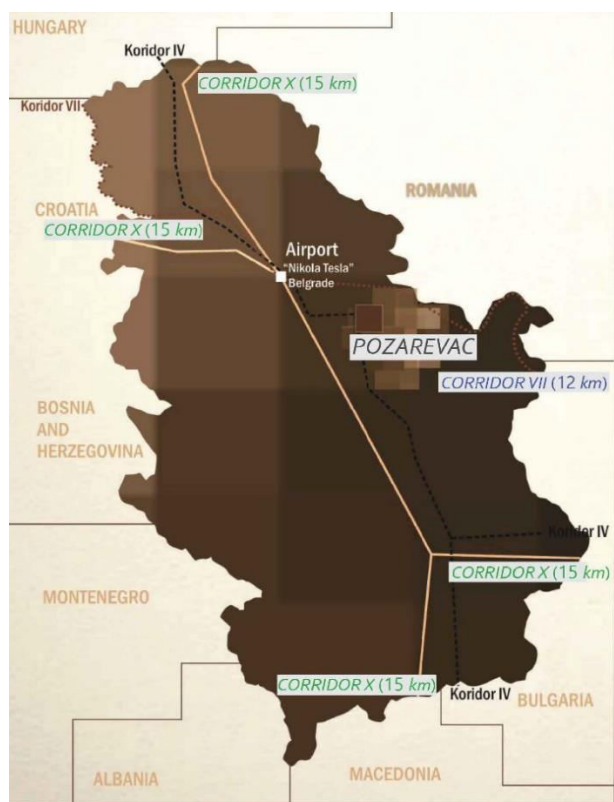 HUNGARY
Koridor IV
CORRIDOR X (15 km)
Koridor VII
ROMANIA
CROATIA
CORRIDOR X (15 km)
Airport
"Nikola Tesla"
Belgrade
POZAREVAC
CORRIDOR VII (12 km)
BOSNIA
AND
HERZEGOVINA
Koridor IV
CORRIDOR X (15 km)
MONTENEGRO
CORRIDOR X (15 km)
Koridor IV
BULGARIA
ALBANIA
MACEDONIA